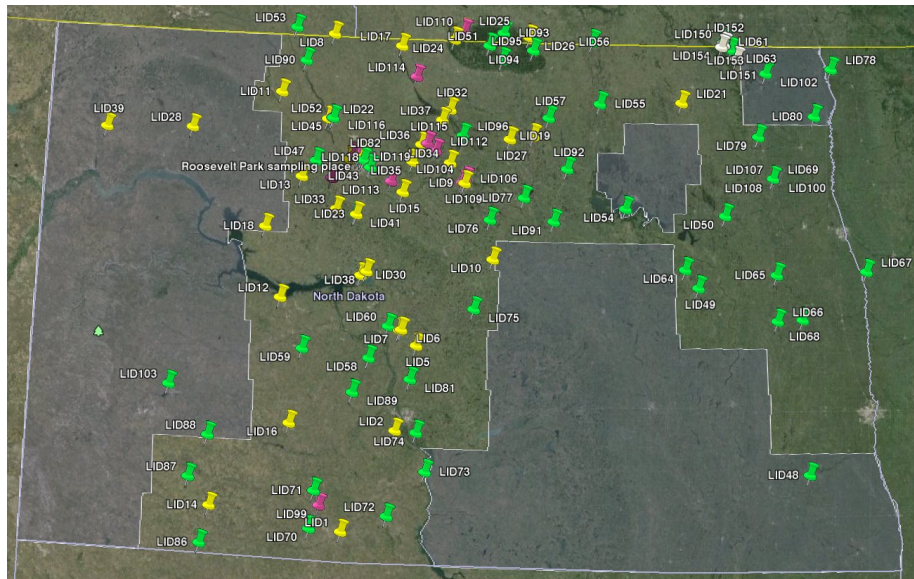 LID53
LID110
LID25
LID8
LID17
LID51
LID93
LID56
LID152
LID150
LID61
LID24
LID95
LID26
LID90
LID94
LID154
LID153
LID63
LID78
LID114
LID151
LID102
LID11
LID32
LID39
LID28
LID52
LID22
LID37
LID57
LID55
LID21
LID45
LID116
LID115
LID96
LID19
LID80
LID36
LID82
LID112
LID79
LID47
LID118
LID119
LID34
LID27
LID92
Roosevelt Park sampling place
LID104
LID107
LID69
LID43
LID35
LID9
LID106
LID13
LID113
LID108
LID100
LID33
LID15
LID109
LID77
LID23
LID54
LID50
LID18
LID41
LID76
LID91
LID10
LID38
LID30
LID64
LID65
LID67
LID12
North Dakota
LID49
LID75
LID60
LID66
LID7
LID6
LID68
LID59
LID58
LID5
LID103
LID81
LID89
LID88
LID16
LID2
LID74
LID87
LID73
LID48
LID71
LID14
LID72
LID99
LID1
LID86
LID70